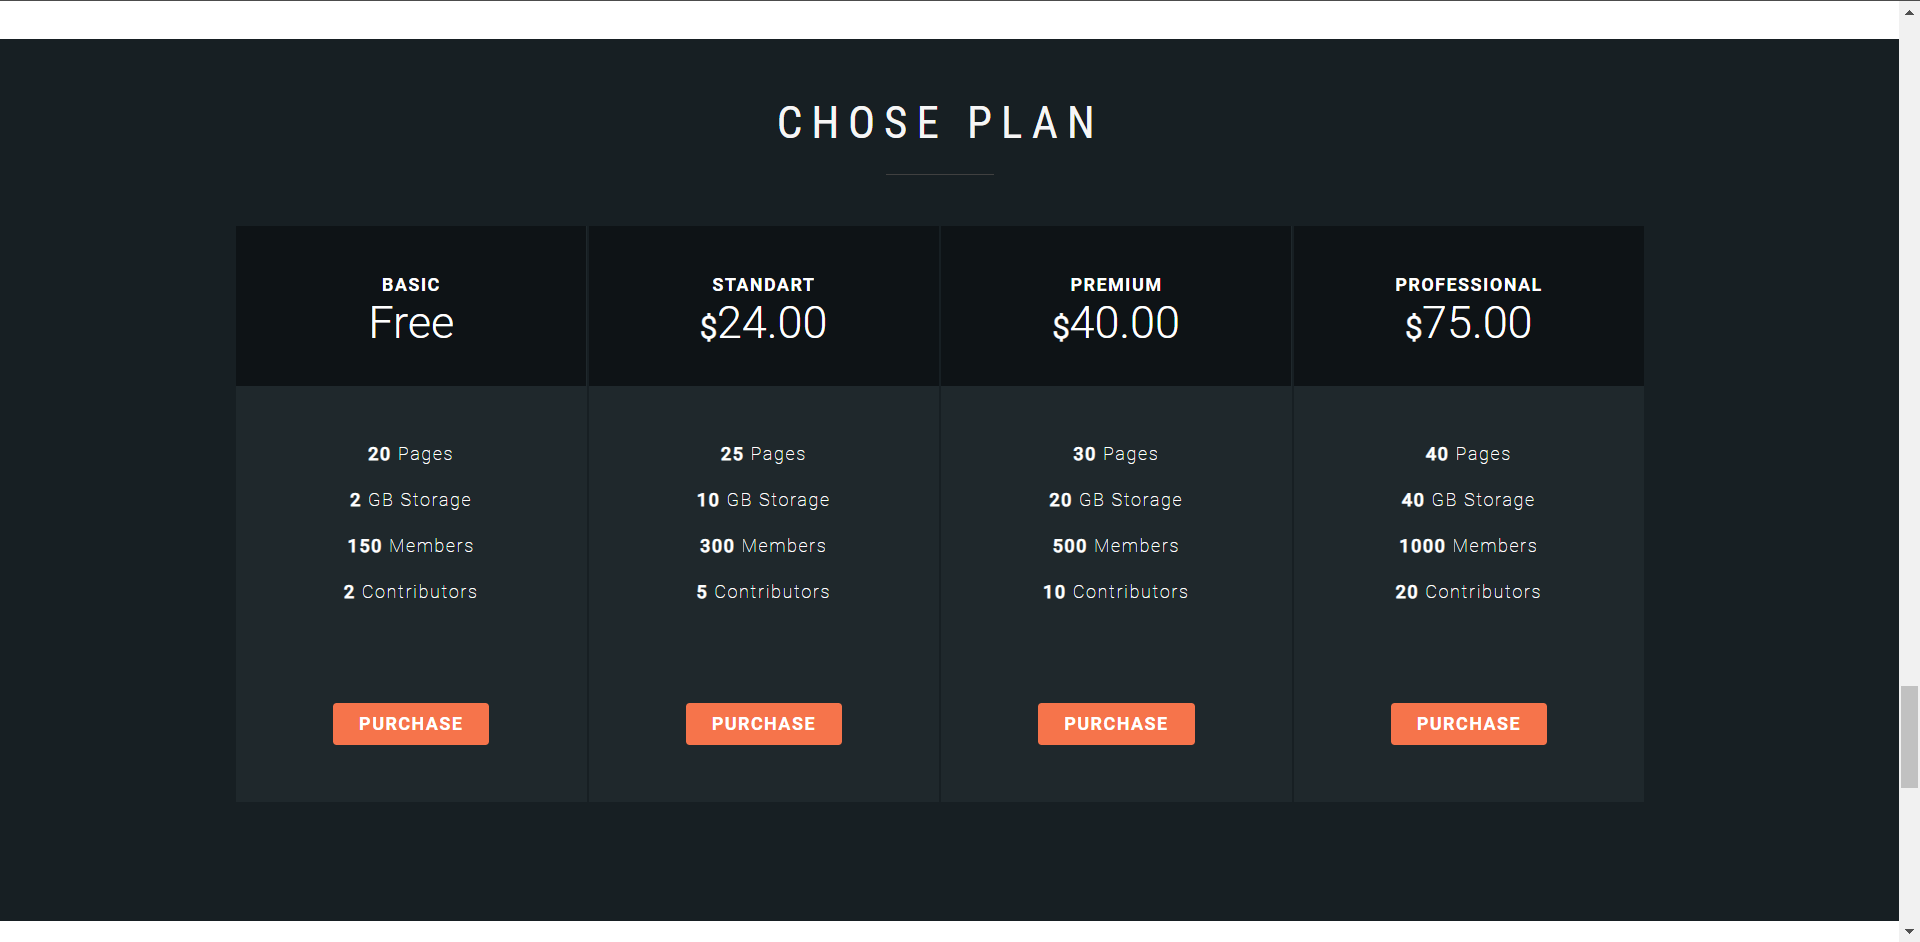 CHOSE PLAN
BASIC
Free
20 Pages
2 GB Storage
150 Members
2 Contributors
PURCHASE
STANDART
$24.00
25 Pages
10 GB Storage
300 Members
5 Contributors
PURCHASE
PREMIUM
$40.00
30 Pages
20 GB Storage
500 Members
10 Contributors
PURCHASE
PROFESSIONAL
$75.00
40 Pages
40 GB Storage
1000 Members
20 Contributors
PURCHASE